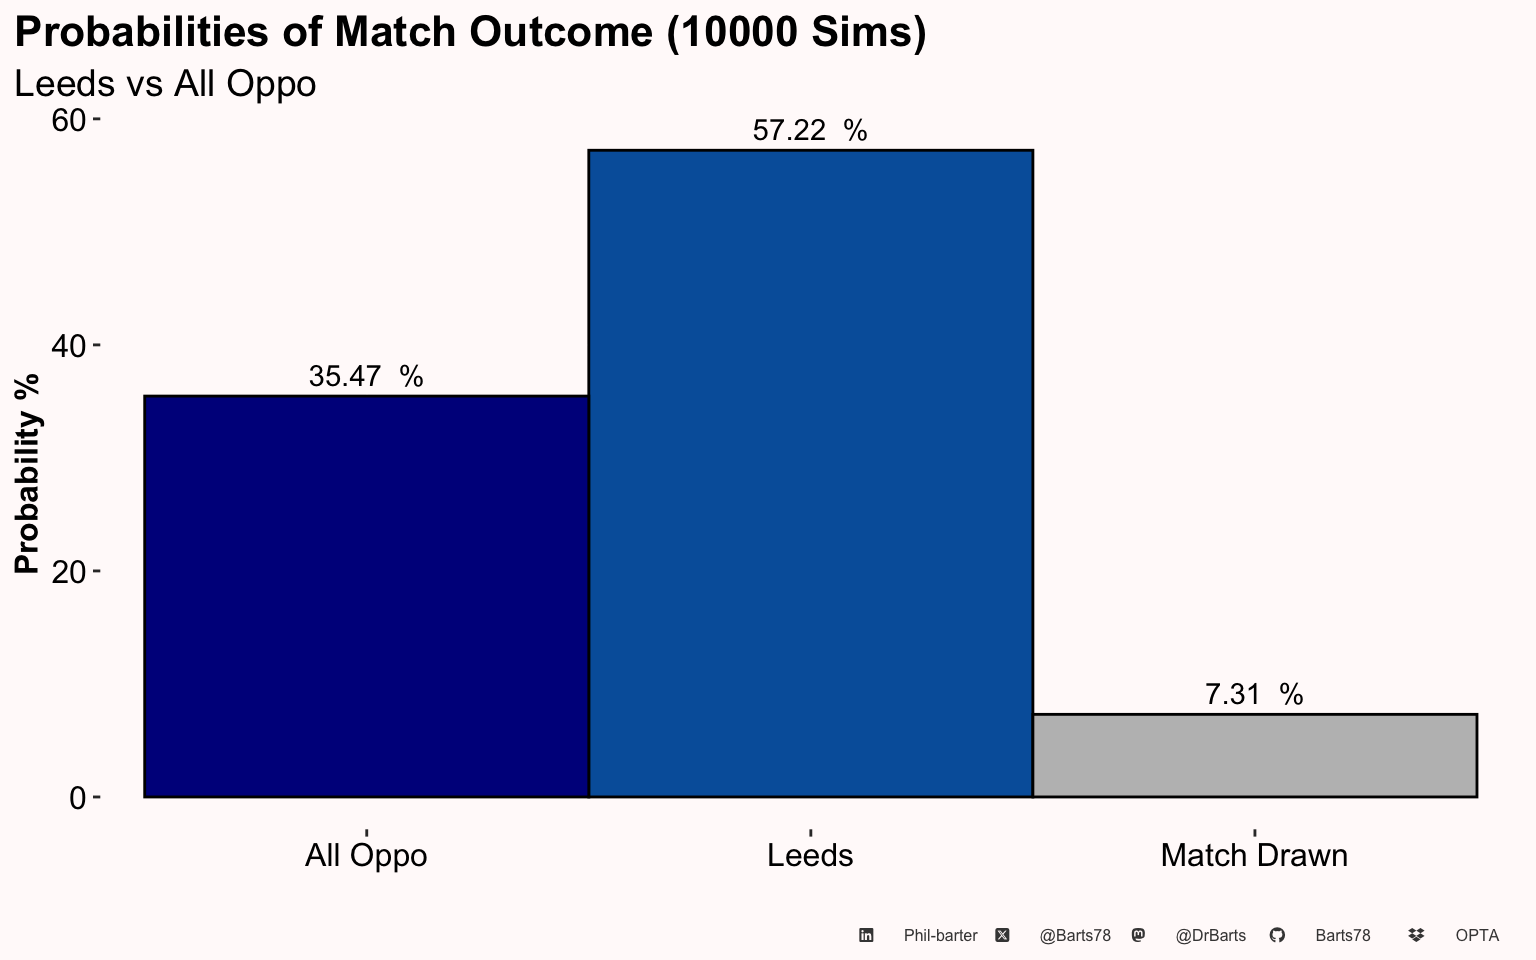 Probabilities of Match Outcome (10000 Sims)
Leeds vs All Oppo
60
57.22 %
40
35.47 %
Probability %
20
7.31 %
0
All Oppo Leeds Match Drawn
Phil-barter @Barts78 @DrBarts Barts78 OPTA